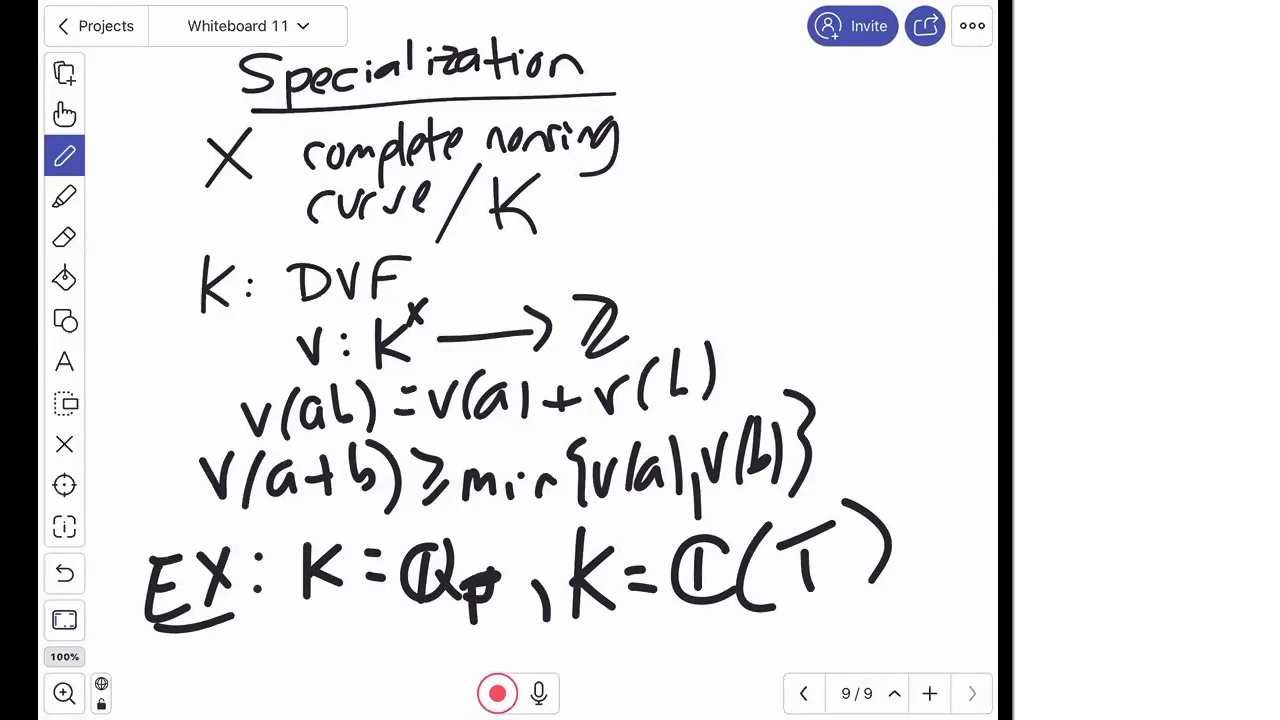 Projects
Whiteboard 11
Invite
Specialization
X complete nonsing
curve / K
K: DVF
v: K^× ⟶ ℤ
v(ab) = v(a) + v(b)
v(a+b) ≥ min{v(a), v(b)}
EX: K = ℚ_p, K = ℂ(T)
100%
9 / 9